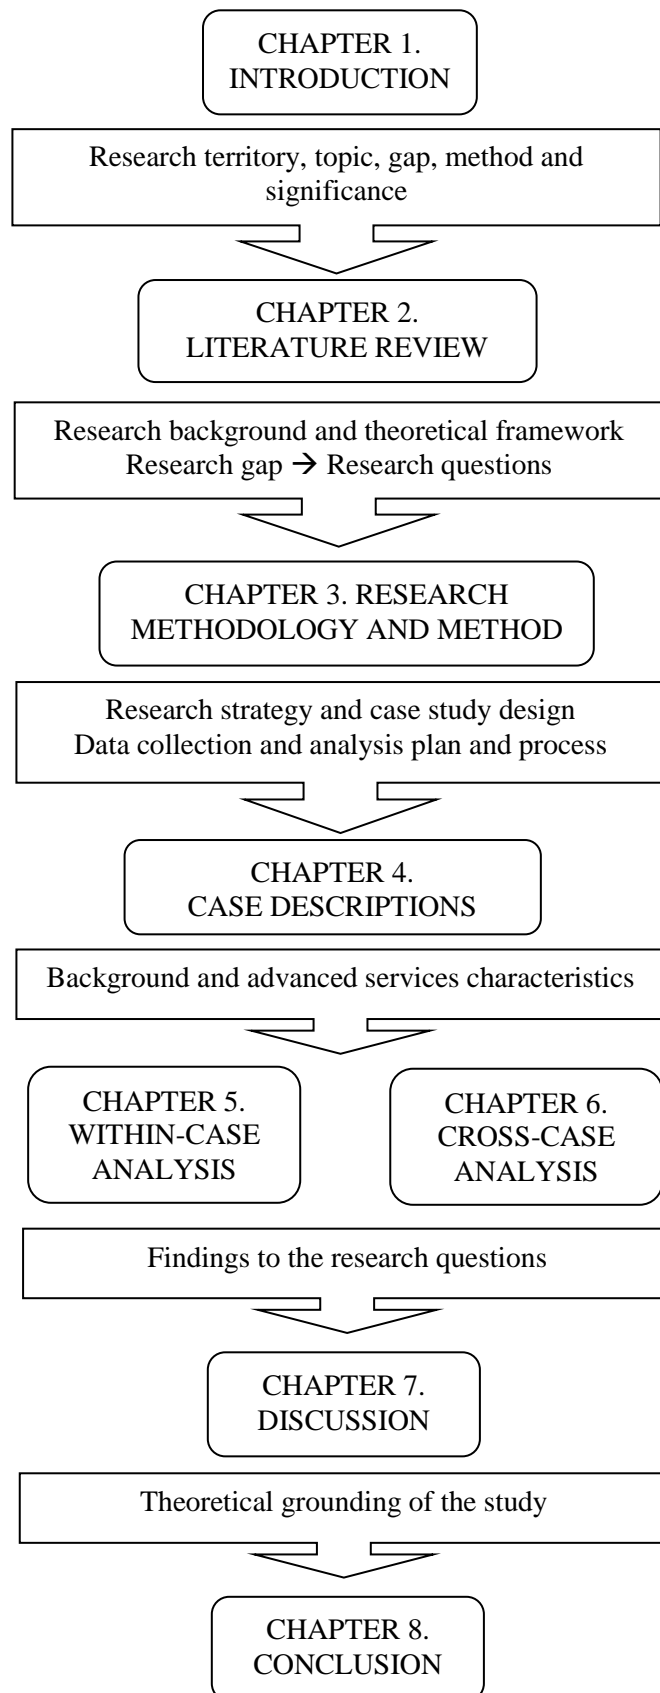 CHAPTER 1.
INTRODUCTION
Research territory, topic, gap, method and
significance
CHAPTER 2.
LITERATURE REVIEW
Research background and theoretical framework
Research gap → Research questions
CHAPTER 3. RESEARCH
METHODOLOGY AND METHOD
Research strategy and case study design
Data collection and analysis plan and process
CHAPTER 4.
CASE DESCRIPTIONS
Background and advanced services characteristics
CHAPTER 5.
WITHIN-CASE
ANALYSIS
CHAPTER 6.
CROSS-CASE
ANALYSIS
Findings to the research questions
CHAPTER 7.
DISCUSSION
Theoretical grounding of the study
CHAPTER 8.
CONCLUSION